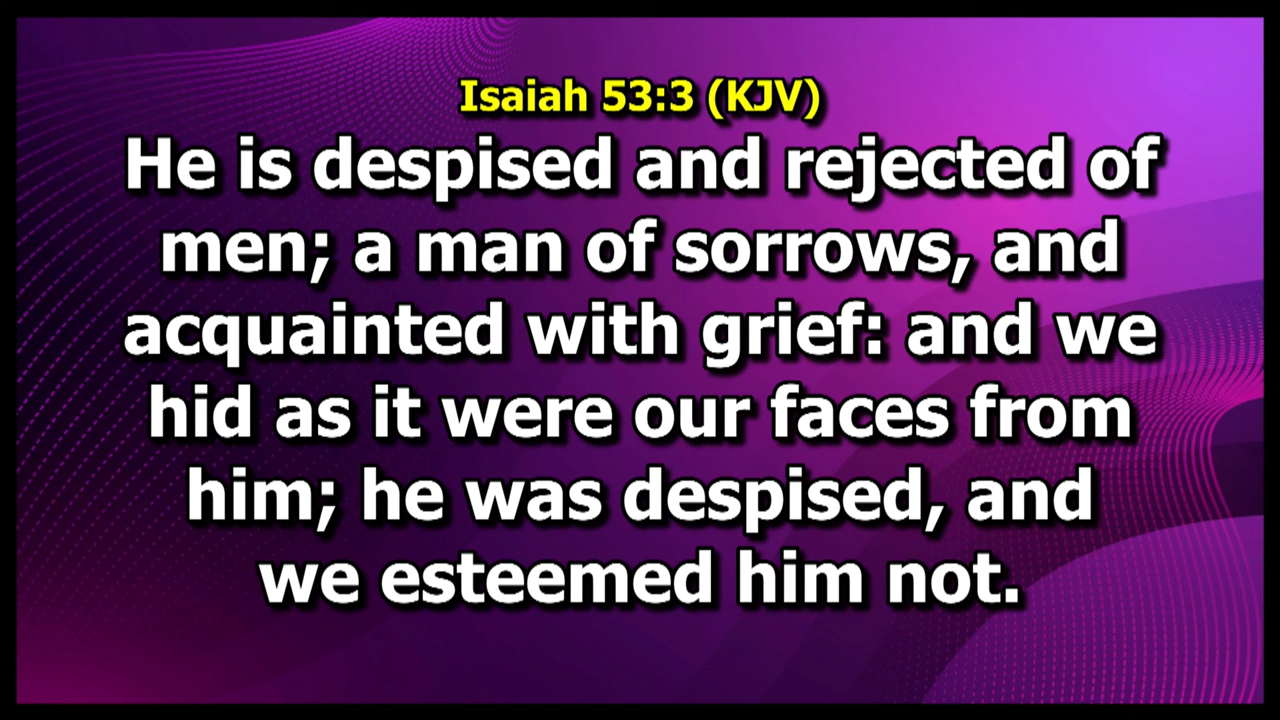 Isaiah 53:3 (KJV)
He is despised and rejected of
men; a man of sorrows, and
acquainted with grief: and we
hid as it were our faces from
him; he was despised, and
we esteemed him not.